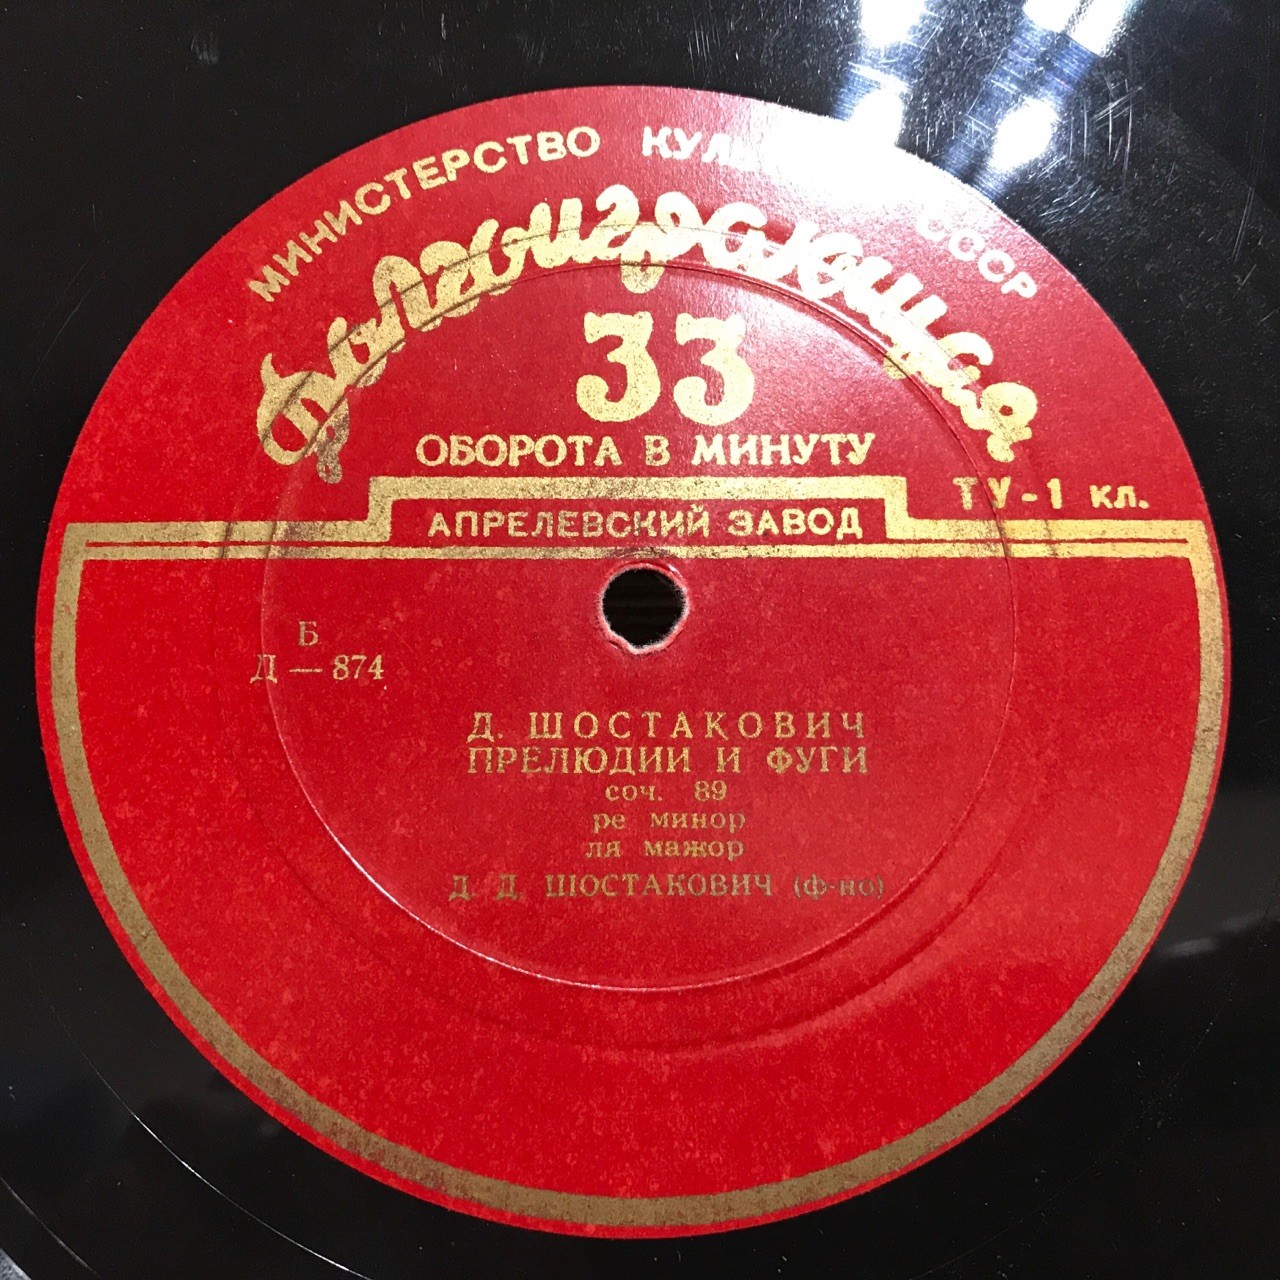 МИНИСТЕРСТВО КУЛЬ СССР
Долгоиграющая
33
ОБОРОТА В МИНУТУ
ТУ-1 кл.
АПРЕЛЕВСКИЙ ЗАВОД
Б
Д — 874
Д. ШОСТАКОВИЧ
ПРЕЛЮДИИ И ФУГИ
соч. 89
ре минор
ля мажор
Д. Д. ШОСТАКОВИЧ (ф-но)